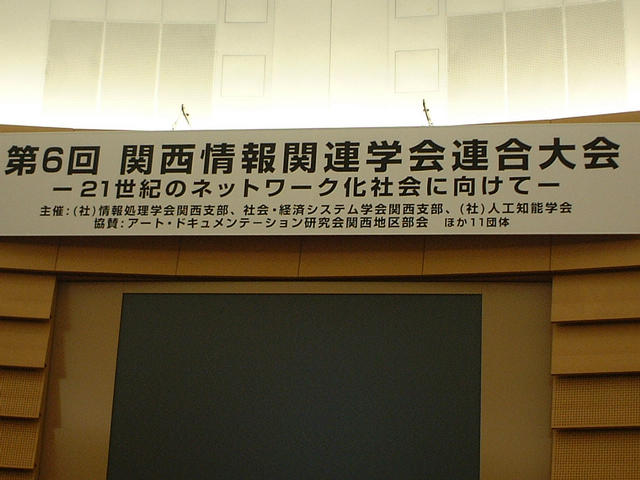 第6回 関西情報関連学会連合大会
－21世紀のネットワーク化社会に向けて－
主催：(社)情報処理学会関西支部、社会・経済システム学会関西支部、(社)人工知能学会
協賛：アート・ドキュメンテーション研究会関西地区部会　ほか11団体